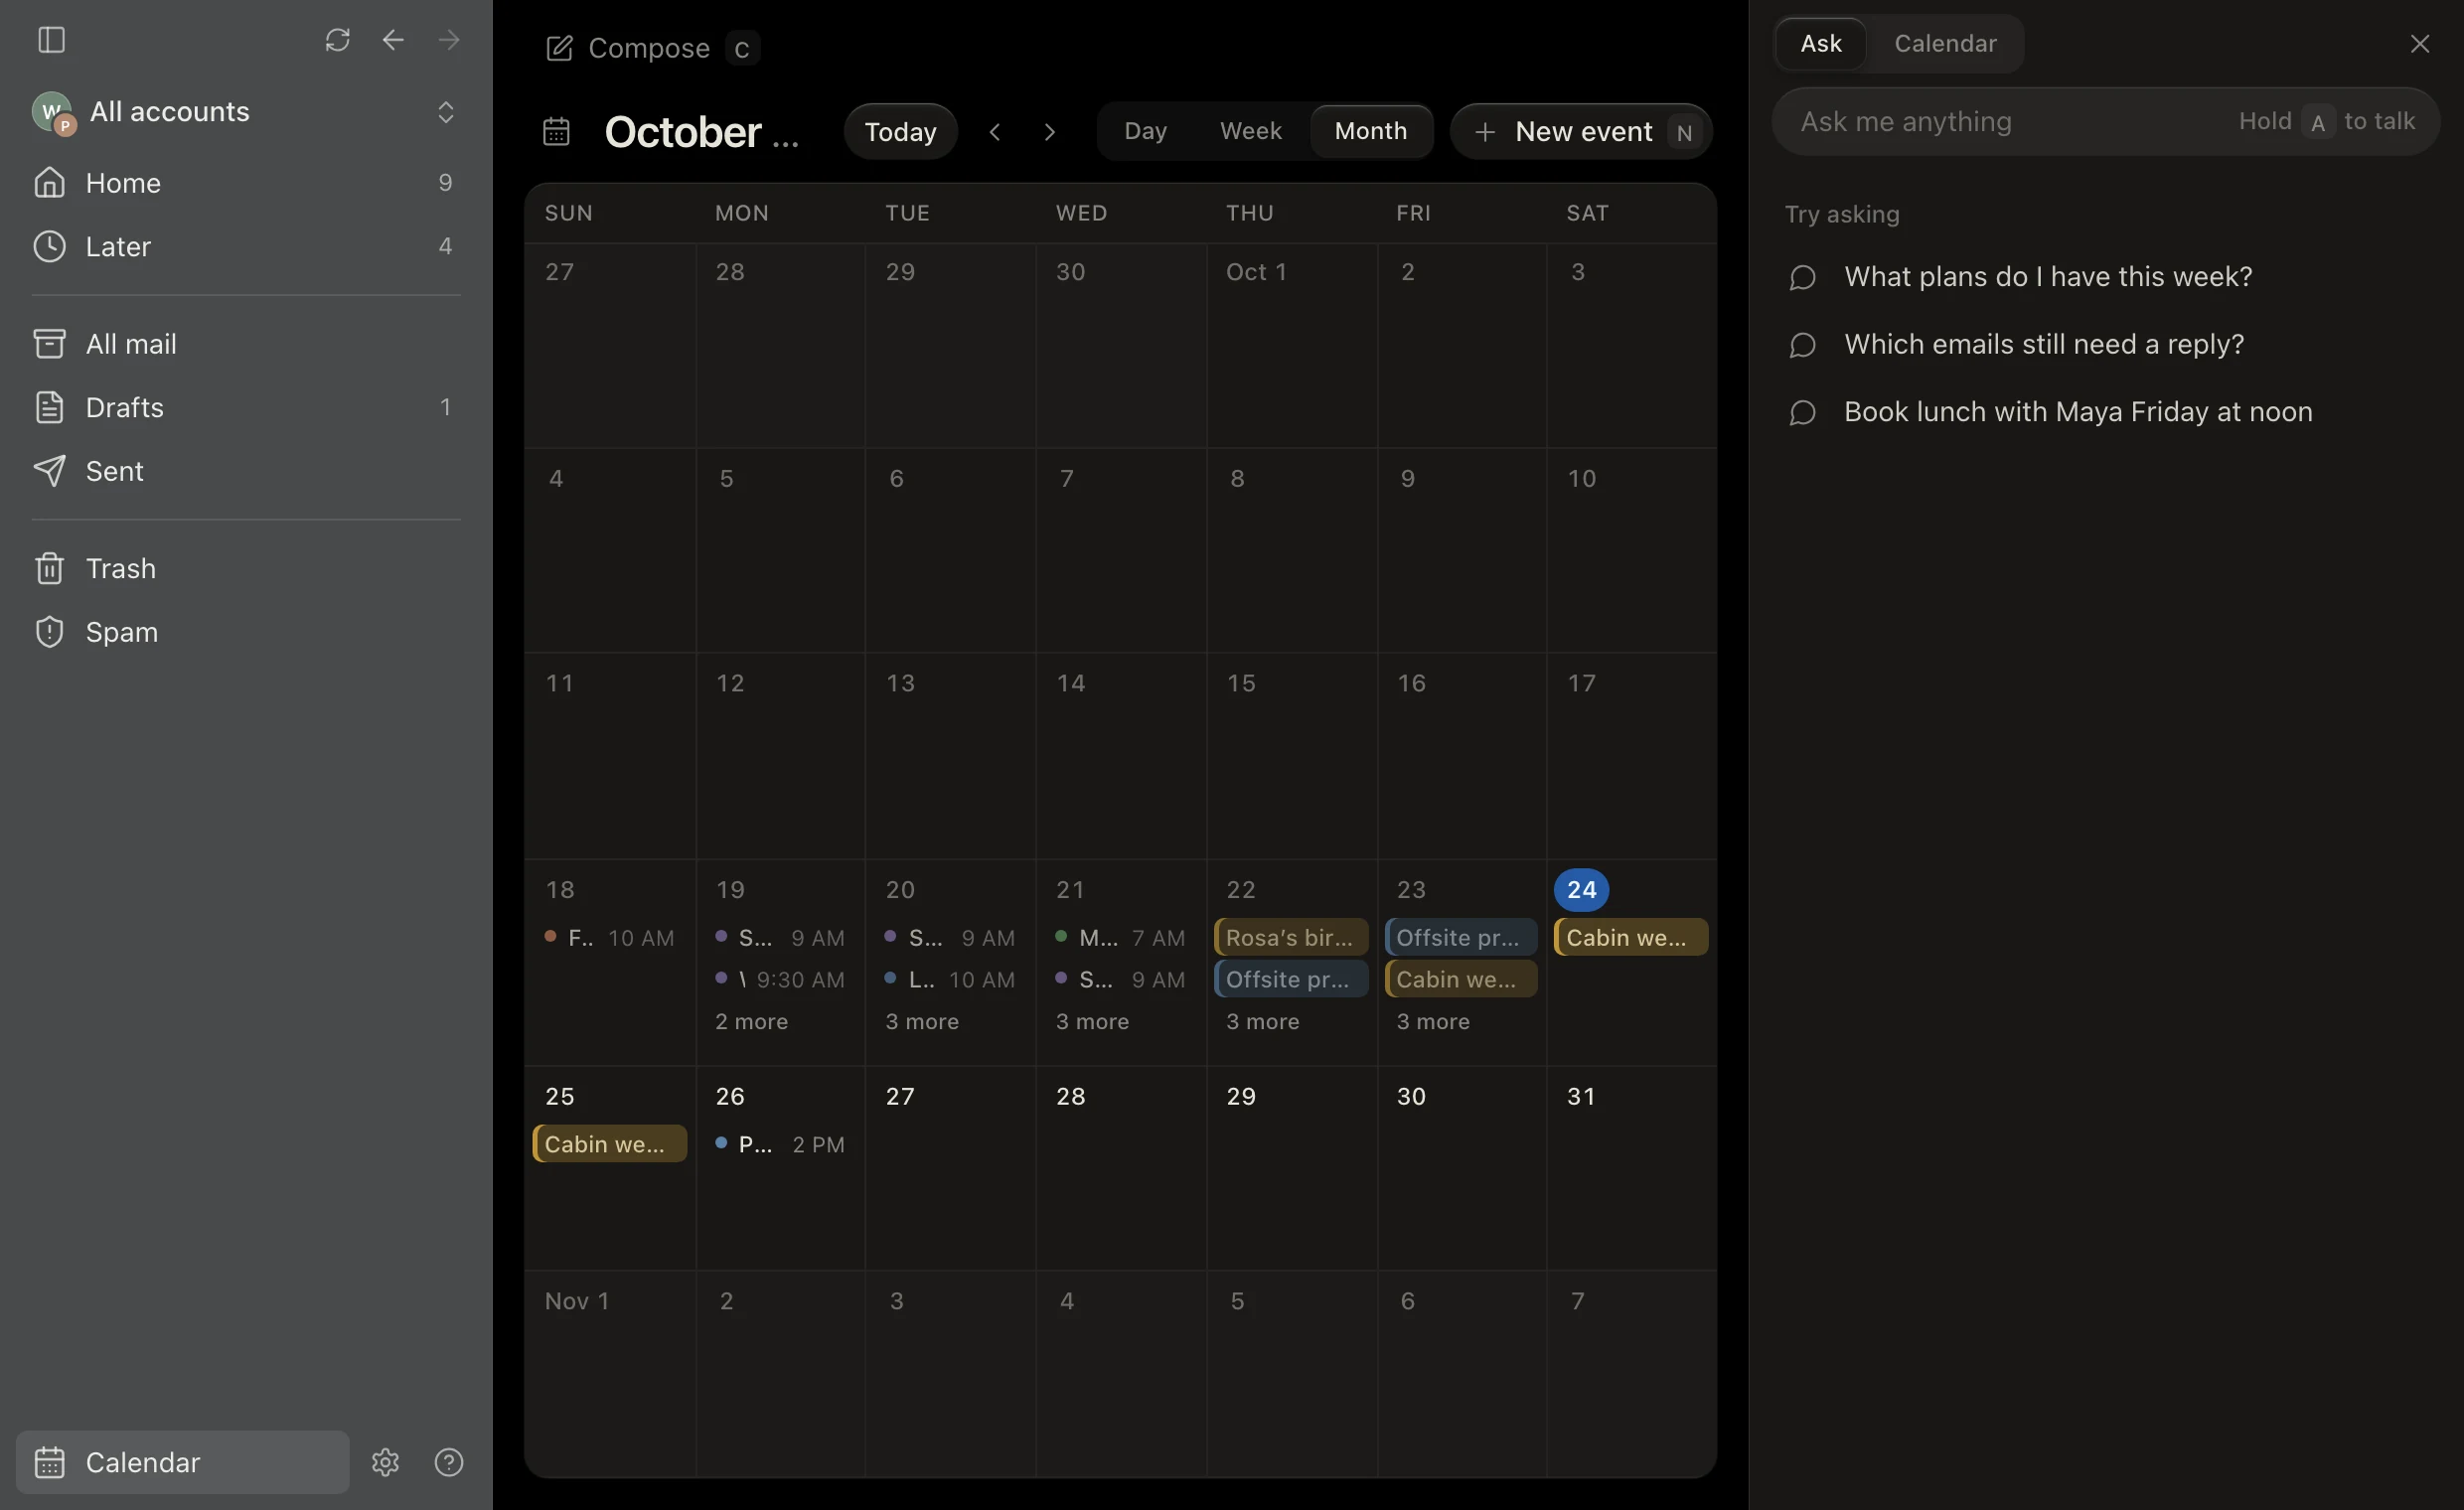 W
P
All accounts
Home 9
Later 4
All mail
Drafts 1
Sent
Trash
Spam
Calendar
Compose C
October ...
Today
Day Week Month
New event N
SUN MON TUE WED THU FRI SAT
27 28 29 30 Oct 1 2 3
4 5 6 7 8 9 10
11 12 13 14 15 16 17
18 19 20 21 22 23 24
F.. 10 AM S... 9 AM S... 9 AM M... 7 AM Rosa’s bir... Offsite pr... Cabin we...
9:30 AM L.. 10 AM S... 9 AM Offsite pr... Cabin we...
2 more 3 more 3 more 3 more 3 more
25 26 27 28 29 30 31
Cabin we... P... 2 PM
Nov 1 2 3 4 5 6 7
Ask Calendar
Ask me anything Hold A to talk
Try asking
What plans do I have this week?
Which emails still need a reply?
Book lunch with Maya Friday at noon